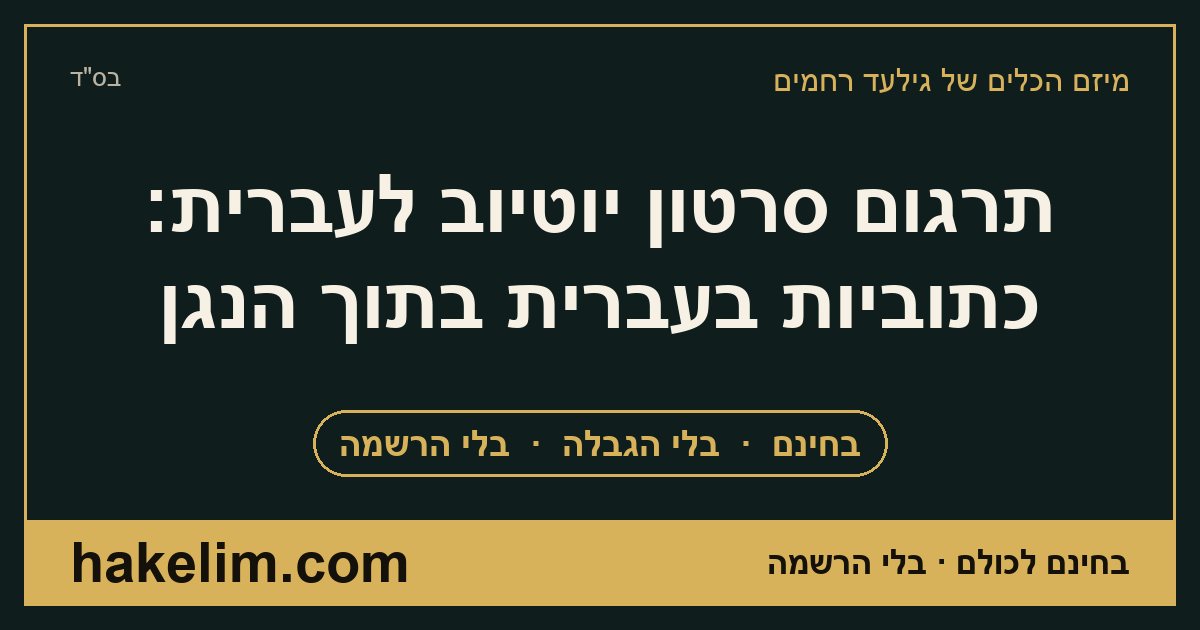 מיזם הכלים של גילעד רחמים
בס"ד
תרגום סרטון יוטיוב לעברית:
כתוביות בעברית בתוך הנגן
בחינם · בלי הגבלה · בלי הרשמה
בחינם לכולם · בלי הרשמה
hakelim.com